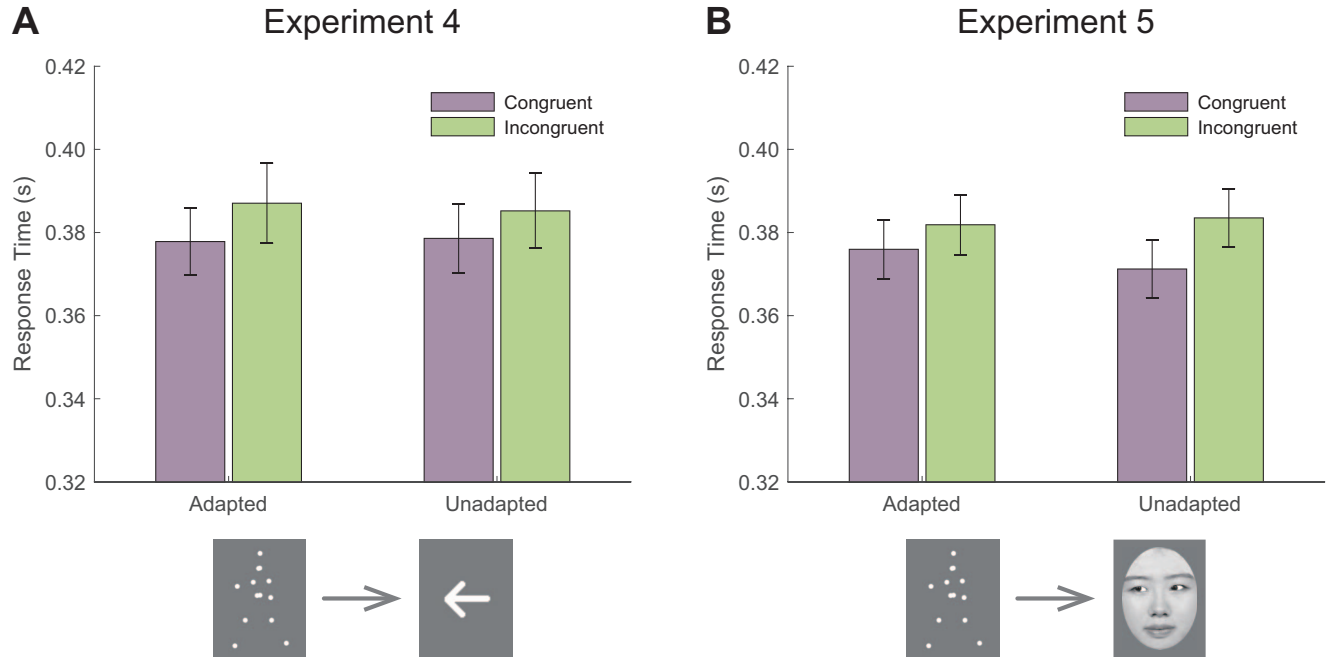 A
Experiment 4
0.42
0.40
0.38
0.36
0.34
0.32
Response Time (s)
Congruent
Incongruent
Adapted
Unadapted
B
Experiment 5
0.42
0.40
0.38
0.36
0.34
0.32
Response Time (s)
Congruent
Incongruent
Adapted
Unadapted